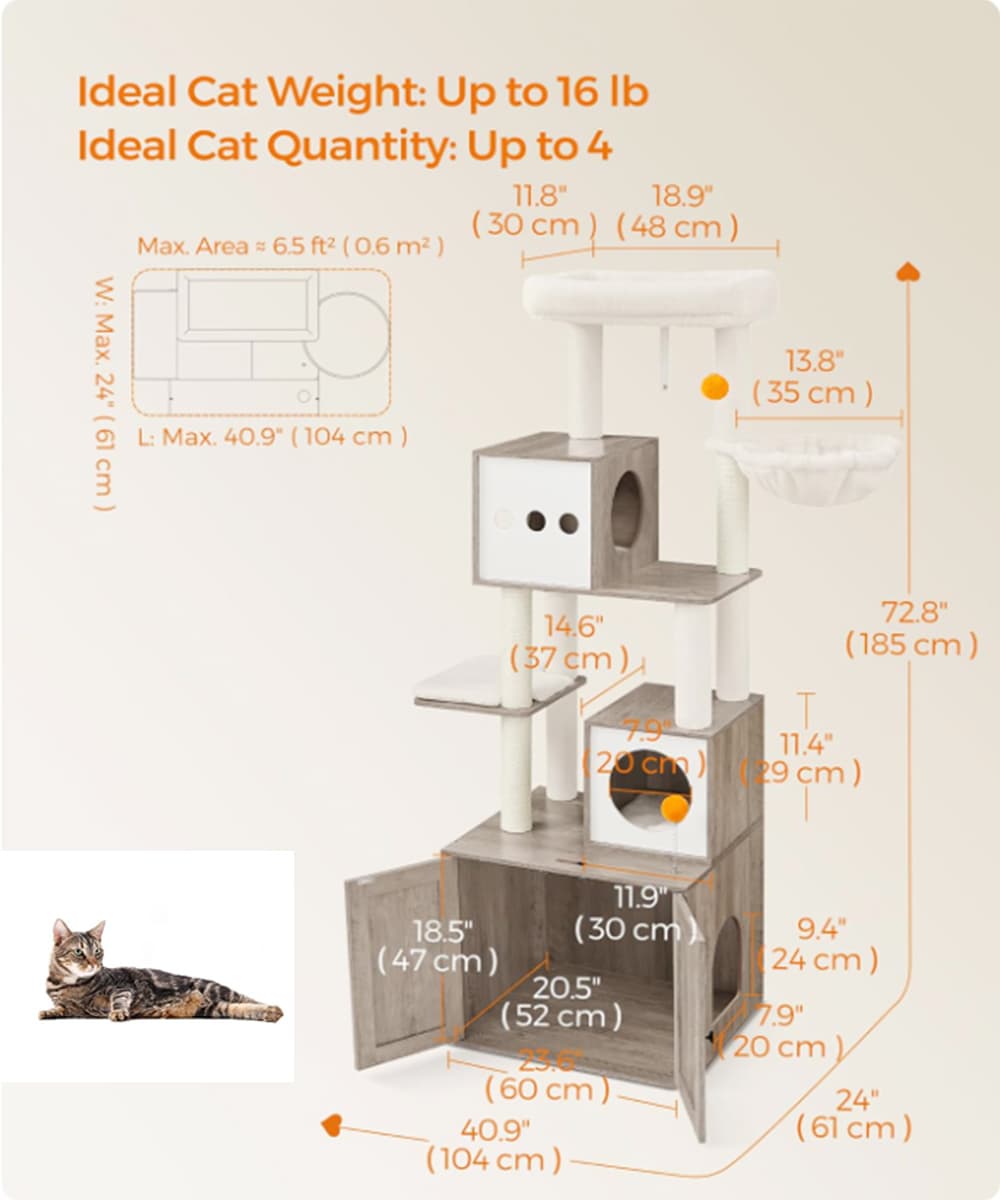 Ideal Cat Weight: Up to 16 lb
Ideal Cat Quantity: Up to 4
11.8"
( 30 cm )
18.9"
( 48 cm )
Max. Area ≈ 6.5 ft² ( 0.6 m² )
W: Max. 24" ( 61 cm )
L: Max. 40.9" ( 104 cm )
13.8"
( 35 cm )
72.8"
( 185 cm )
14.6"
( 37 cm )
7.9"
( 20 cm )
11.4"
( 29 cm )
11.9"
( 30 cm )
18.5"
( 47 cm )
9.4"
( 24 cm )
20.5"
( 52 cm )
7.9"
( 20 cm )
23.6"
( 60 cm )
24"
( 61 cm )
40.9"
( 104 cm )